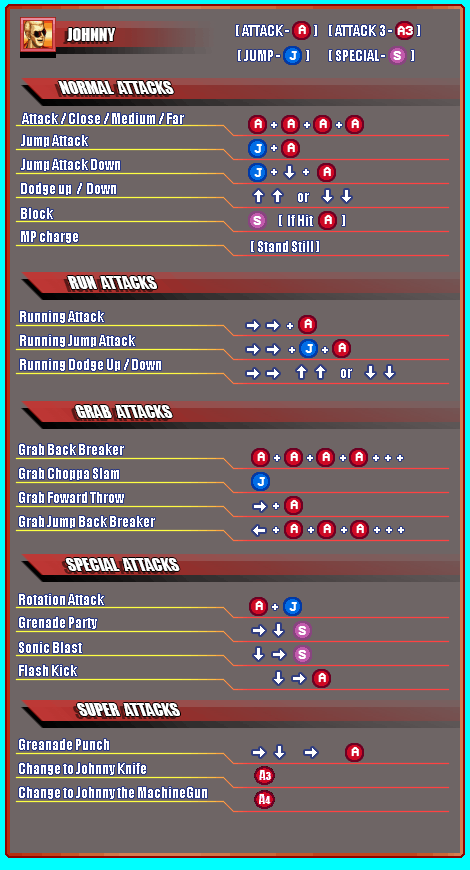 JOHNNY [ ATTACK - A ] [ ATTACK 3 - A3 ]
[ JUMP - J ] [ SPECIAL - S ]
NORMAL ATTACKS
Attack / Close / Medium / Far A + A + A + A
Jump Attack J + A
Jump Attack Down J + ↓ + A
Dodge up / Down ↑ ↑ or ↓ ↓
Block S [ If Hit A ]
MP charge [ Stand Still ]
RUN ATTACKS
Running Attack → → + A
Running Jump Attack → → + J + A
Running Dodge Up / Down → → ↑ ↑ or ↓ ↓
GRAB ATTACKS
Grab Back Breaker A + A + A + A + + +
Grab Choppa Slam J
Grab Foward Throw → + A
Grab Jump Back Breaker ← + A + A + A + + +
SPECIAL ATTACKS
Rotation Attack A + J
Grenade Party → ↓ S
Sonic Blast ↓ → S
Flash Kick ↓ → A
SUPER ATTACKS
Greanade Punch → ↓ → A
Change to Johnny Knife A3
Change to Johnny the MachineGun A4